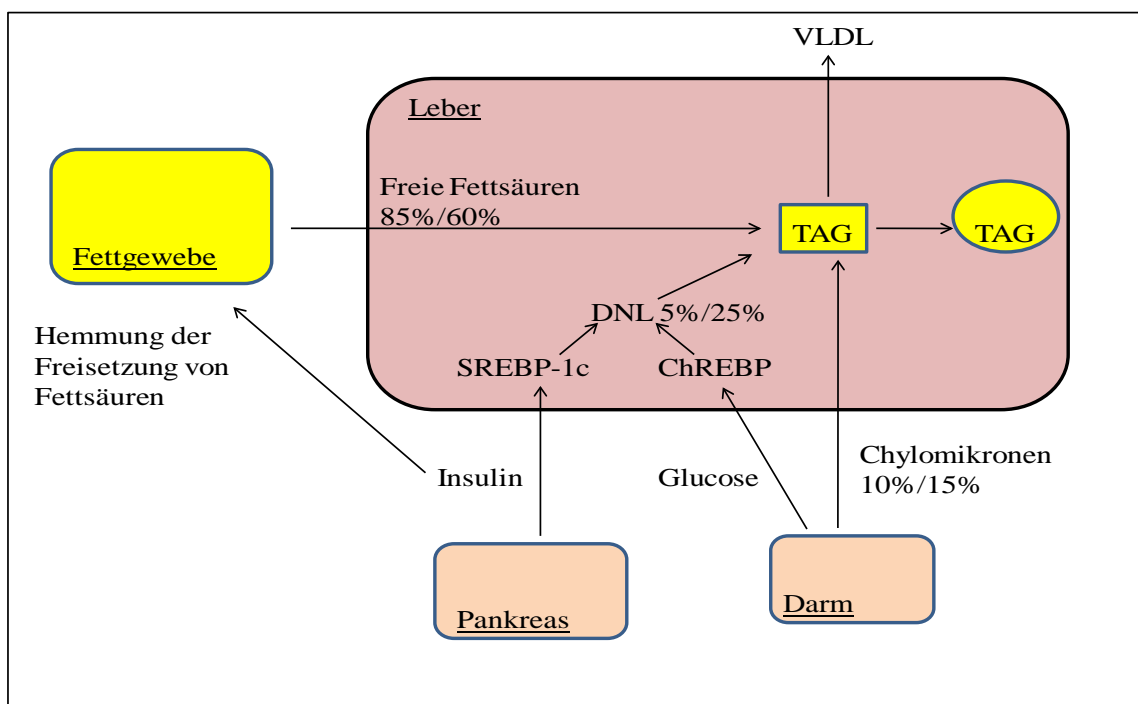 VLDL
Leber
Freie Fettsäuren
85%/60%
Fettgewebe
TAG
TAG
DNL 5%/25%
Hemmung der
Freisetzung von
Fettsäuren
SREBP-1c
ChREBP
Insulin
Glucose
Chylomikronen
10%/15%
Pankreas
Darm